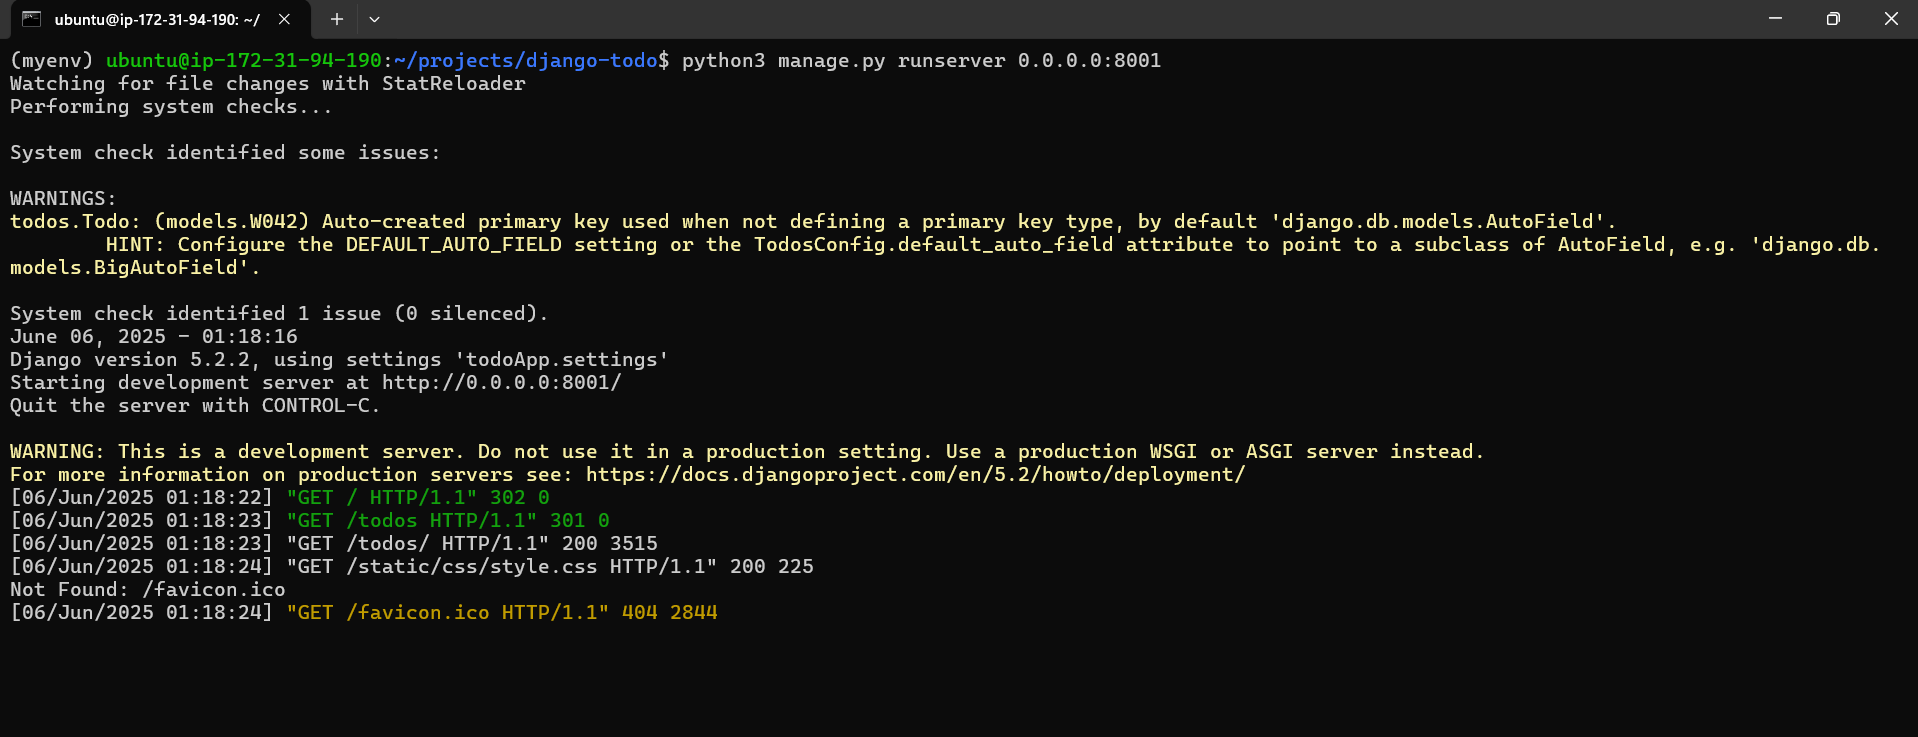 ubuntu@ip-172-31-94-190: ~/
(myenv) ubuntu@ip-172-31-94-190:~/projects/django-todo$ python3 manage.py runserver 0.0.0.0:8001
Watching for file changes with StatReloader
Performing system checks...
System check identified some issues:
WARNINGS:
todos.Todo: (models.W042) Auto-created primary key used when not defining a primary key type, by default 'django.db.models.AutoField'.
HINT: Configure the DEFAULT_AUTO_FIELD setting or the TodosConfig.default_auto_field attribute to point to a subclass of AutoField, e.g. 'django.db.
models.BigAutoField'.
System check identified 1 issue (0 silenced).
June 06, 2025 - 01:18:16
Django version 5.2.2, using settings 'todoApp.settings'
Starting development server at http://0.0.0.0:8001/
Quit the server with CONTROL-C.
WARNING: This is a development server. Do not use it in a production setting. Use a production WSGI or ASGI server instead.
For more information on production servers see: https://docs.djangoproject.com/en/5.2/howto/deployment/
[06/Jun/2025 01:18:22] "GET / HTTP/1.1" 302 0
[06/Jun/2025 01:18:23] "GET /todos HTTP/1.1" 301 0
[06/Jun/2025 01:18:23] "GET /todos/ HTTP/1.1" 200 3515
[06/Jun/2025 01:18:24] "GET /static/css/style.css HTTP/1.1" 200 225
Not Found: /favicon.ico
[06/Jun/2025 01:18:24] "GET /favicon.ico HTTP/1.1" 404 2844